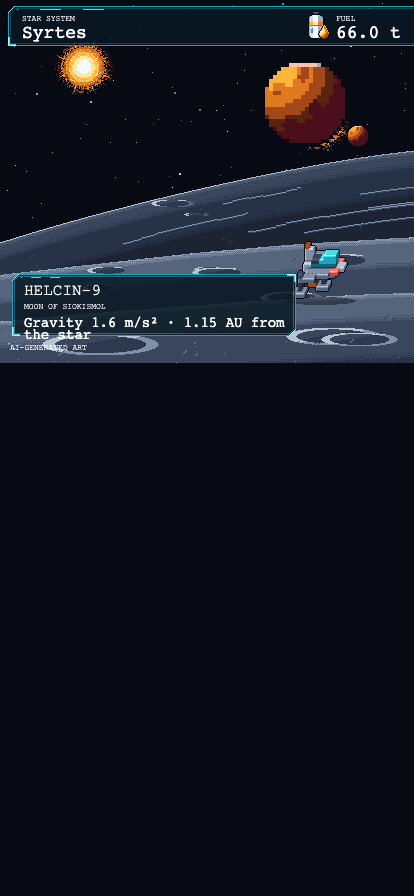 STAR SYSTEM
Syrtes
FUEL
66.0 t
HELCIN-9
MOON OF SIOKISMOL
Gravity 1.6 m/s² · 1.15 AU from
the star
AI-GENERATED ART